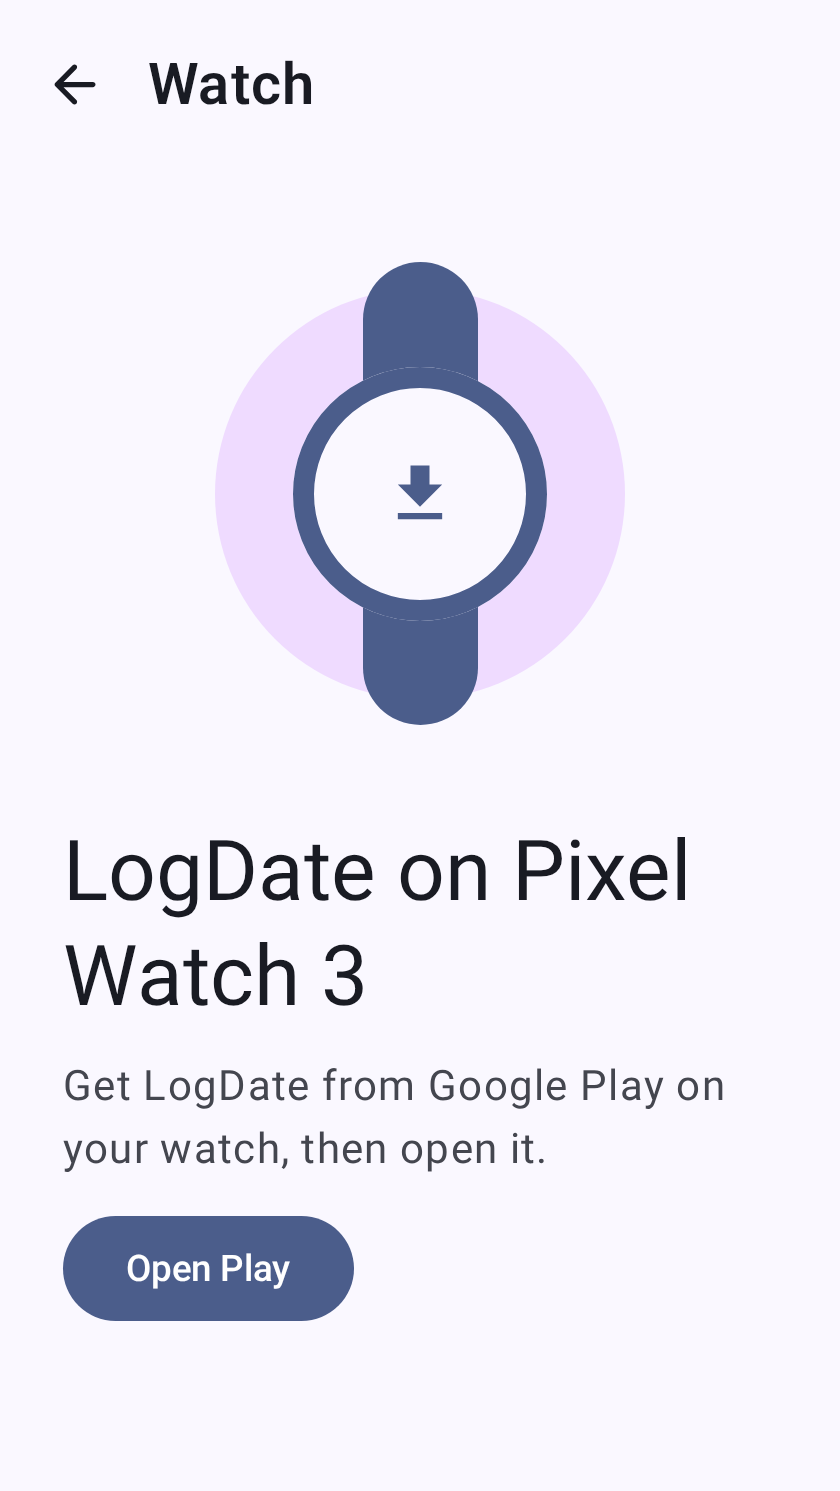 Watch
LogDate on Pixel
Watch 3
Get LogDate from Google Play on
your watch, then open it.
Open Play